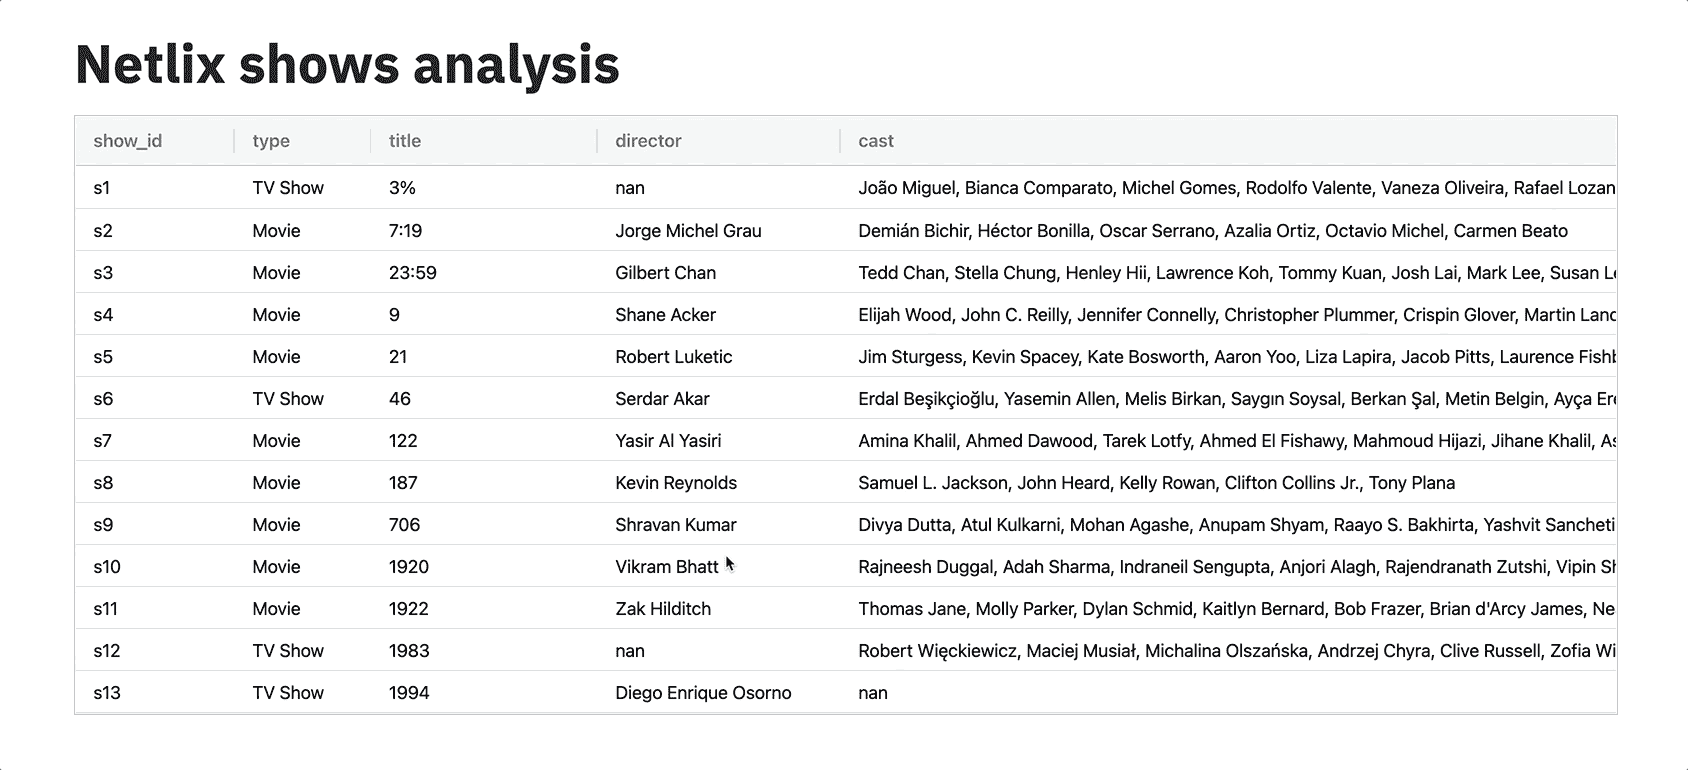 Netlix shows analysis
show_id type title director cast
s1 TV Show 3% nan João Miguel, Bianca Comparato, Michel Gomes, Rodolfo Valente, Vaneza Oliveira, Rafael Lozan
s2 Movie 7:19 Jorge Michel Grau Demián Bichir, Héctor Bonilla, Oscar Serrano, Azalia Ortiz, Octavio Michel, Carmen Beato
s3 Movie 23:59 Gilbert Chan Tedd Chan, Stella Chung, Henley Hii, Lawrence Koh, Tommy Kuan, Josh Lai, Mark Lee, Susan
s4 Movie 9 Shane Acker Elijah Wood, John C. Reilly, Jennifer Connelly, Christopher Plummer, Crispin Glover, Martin
s5 Movie 21 Robert Luketic Jim Sturgess, Kevin Spacey, Kate Bosworth, Aaron Yoo, Liza Lapira, Jacob Pitts, Laurence
s6 TV Show 46 Serdar Akar Erdal Beşikçioğlu, Yasemin Allen, Melis Birkan, Saygın Soysal, Berkan Şal, Metin Belgin, Ayça
s7 Movie 122 Yasir Al Yasiri Amina Khalil, Ahmed Dawood, Tarek Lotfy, Ahmed El Fishawy, Mahmoud Hijazi, Jihane Khalil,
s8 Movie 187 Kevin Reynolds Samuel L. Jackson, John Heard, Kelly Rowan, Clifton Collins Jr., Tony Plana
s9 Movie 706 Shravan Kumar Divya Dutta, Atul Kulkarni, Mohan Agashe, Anupam Shyam, Raayo S. Bakhirta, Yashvit Sancheti
s10 Movie 1920 Vikram Bhatt Rajneesh Duggal, Adah Sharma, Indraneil Sengupta, Anjori Alagh, Rajendranath Zutshi, Vipin
s11 Movie 1922 Zak Hilditch Thomas Jane, Molly Parker, Dylan Schmid, Kaitlyn Bernard, Bob Frazer, Brian d'Arcy James, Ne
s12 TV Show 1983 nan Robert Więckiewicz, Maciej Musiał, Michalina Olszańska, Andrzej Chyra, Clive Russell, Zofia Wi
s13 TV Show 1994 Diego Enrique Osorno nan